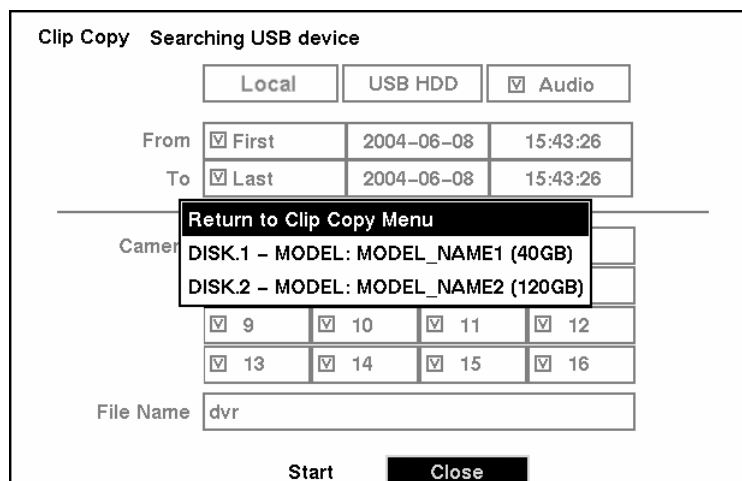 Clip Copy Searching USB device
Local USB HDD V Audio
From V First 2004-06-08 15:43:26
To V Last 2004-06-08 15:43:26
Return to Clip Copy Menu
Camer
DISK.1 - MODEL: MODEL_NAME1 (40GB)
DISK.2 - MODEL: MODEL_NAME2 (120GB)
V 9 V 10 V 11 V 12
V 13 V 14 V 15 V 16
File Name dvr
Start Close